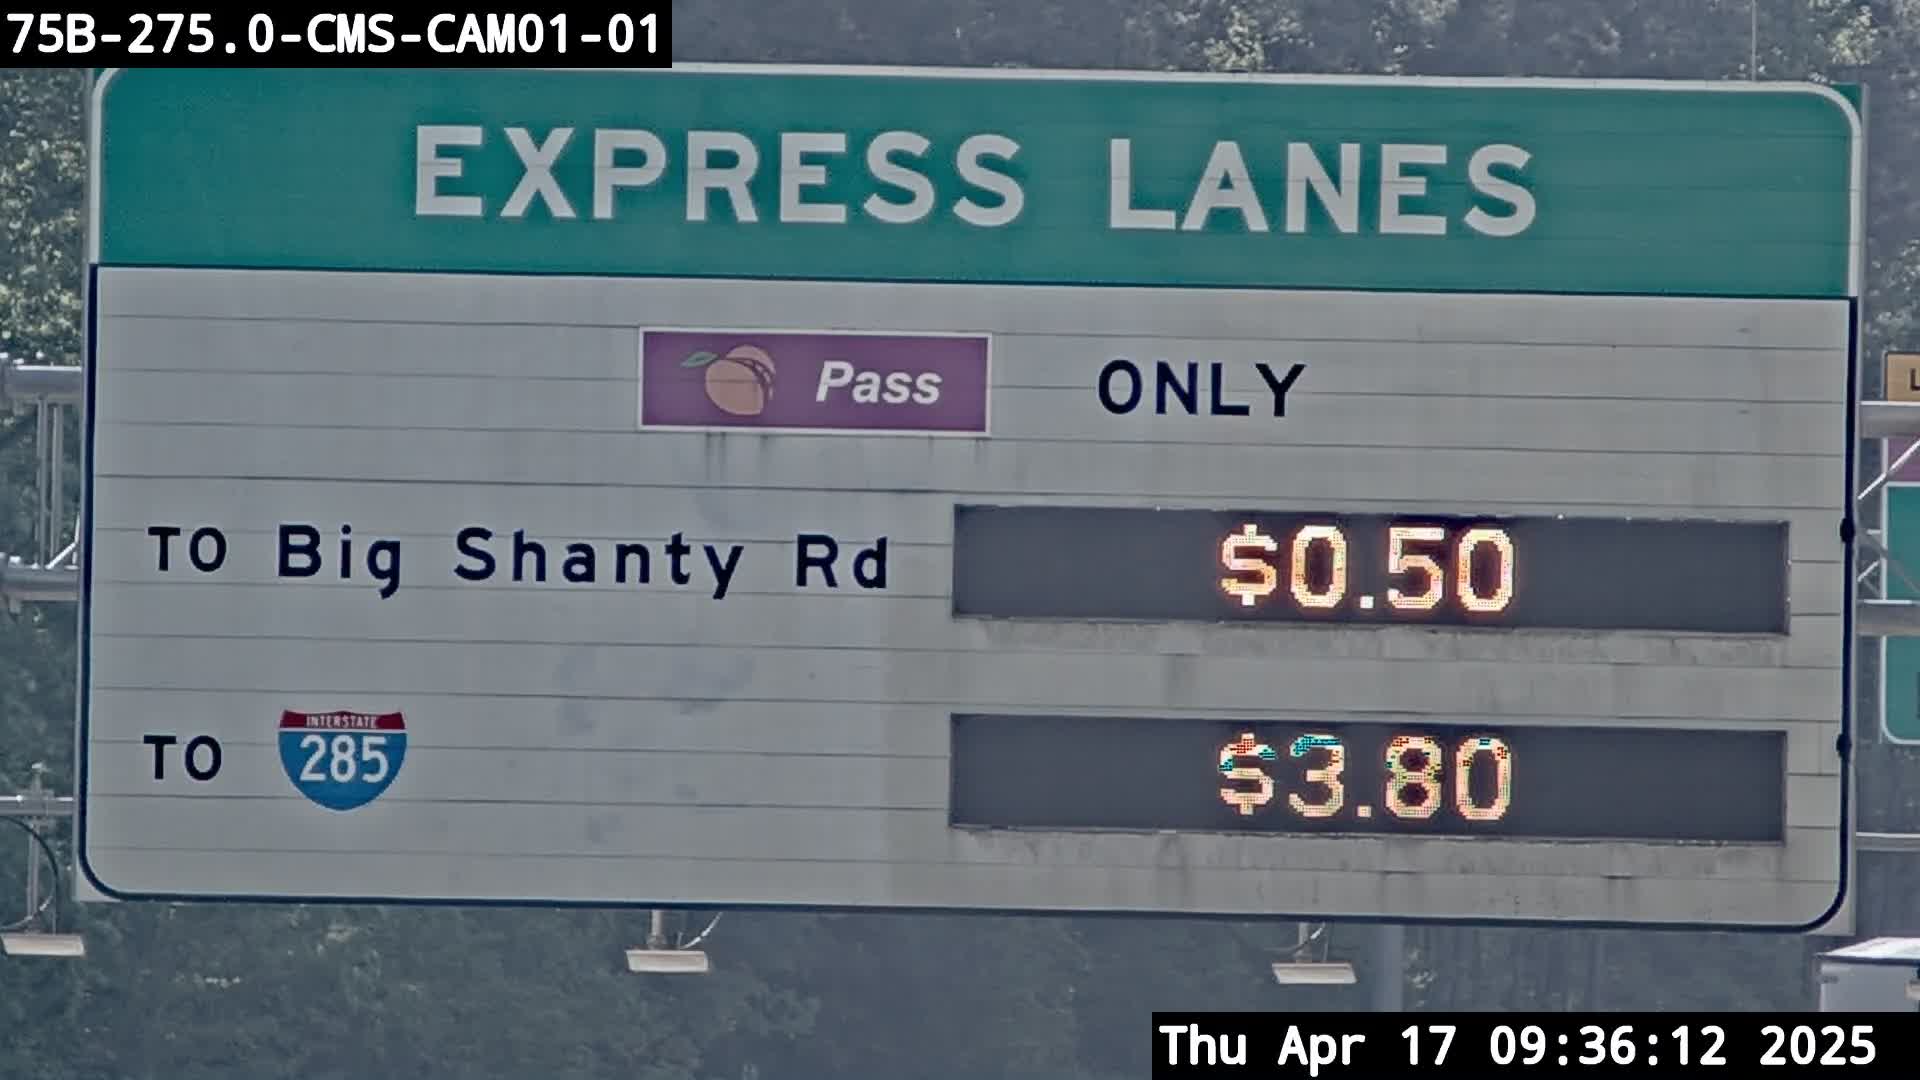 75B-275.0-CMS-CAM01-01
EXPRESS LANES
Pass ONLY
TO Big Shanty Rd $0.50
TO INTERSTATE 285 $3.80
Thu Apr 17 09:36:12 2025